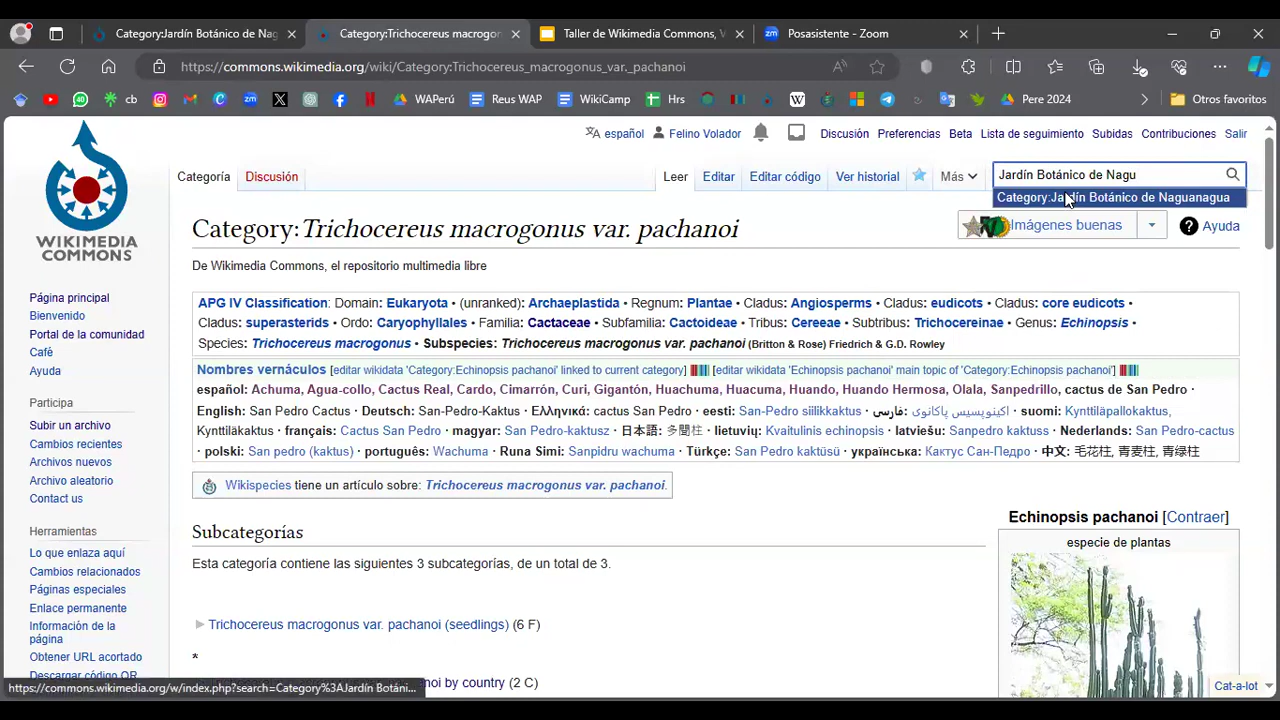 Category:Jardín Botánico de Nag
Category:Trichocereus macrogon
Taller de Wikimedia Commons, V
Posasistente - Zoom
https://commons.wikimedia.org/wiki/Category:Trichocereus_macrogonus_var._pachanoi
cb
WAPerú
Reus WAP
WikiCamp
Hrs
Pere 2024
Otros favoritos
español Felino Volador Discusión Preferencias Beta Lista de seguimiento Subidas Contribuciones Salir
Categoría Discusión Leer Editar Editar código Ver historial Más Jardín Botánico de Nagu
Category:Jardín Botánico de Naguanagua
WIKIMEDIA
COMMONS
Category:Trichocereus macrogonus var. pachanoi
Imágenes buenas Ayuda
De Wikimedia Commons, el repositorio multimedia libre
Página principal
Bienvenido
Portal de la comunidad
Café
Ayuda
Participa
Subir un archivo
Cambios recientes
Archivos nuevos
Archivo aleatorio
Contact us
Herramientas
Lo que enlaza aquí
Cambios relacionados
Páginas especiales
Enlace permanente
Información de la
página
Obtener URL acortado
Descargar código QR
APG IV Classification: Domain: Eukaryota • (unranked): Archaeplastida • Regnum: Plantae • Cladus: Angiosperms • Cladus: eudicots • Cladus: core eudicots •
Cladus: superasterids • Ordo: Caryophyllales • Familia: Cactaceae • Subfamilia: Cactoideae • Tribus: Cereeae • Subtribus: Trichocereinae • Genus: Echinopsis •
Species: Trichocereus macrogonus • Subspecies: Trichocereus macrogonus var. pachanoi (Britton & Rose) Friedrich & G.D. Rowley
Nombres vernáculos [editar wikidata 'Category:Echinopsis pachanoi' linked to current category] [editar wikidata 'Echinopsis pachanoi' main topic of 'Category:Echinopsis pachanoi']
español: Achuma, Agua-collo, Cactus Real, Cardo, Cimarrón, Curi, Gigantón, Huachuma, Huacuma, Huando, Huando Hermosa, Olala, Sanpedrillo, cactus de San Pedro ·
English: San Pedro Cactus · Deutsch: San-Pedro-Kaktus · Ελληνικά: cactus San Pedro · eesti: San-Pedro siilikkaktus · فارسی: اکینوپسیس پاکانوی · suomi: Kynttiläpallokaktus,
Kynttiläkaktus · français: Cactus San Pedro · magyar: San Pedro-kaktusz · 日本語: 多聞柱 · lietuvių: Kvaitulinis echinopsis · latviešu: Sanpedro kaktuss · Nederlands: San Pedro-cactus
· polski: San pedro (kaktus) · português: Wachuma · Runa Simi: Sanpidru wachuma · Türkçe: San Pedro kaktüsü · українська: Кактус Сан-Педро · 中文: 毛花柱, 青麦柱, 青绿柱
Wikispecies tiene un artículo sobre: Trichocereus macrogonus var. pachanoi.
Subcategorías
Esta categoría contiene las siguientes 3 subcategorías, de un total de 3.
Trichocereus macrogonus var. pachanoi (seedlings) (6 F)
*
oi by country (2 C)
Echinopsis pachanoi [Contraer]
especie de plantas
https://commons.wikimedia.org/w/index.php?search=Category%3AJardín Botáni...
Cat-a-lot